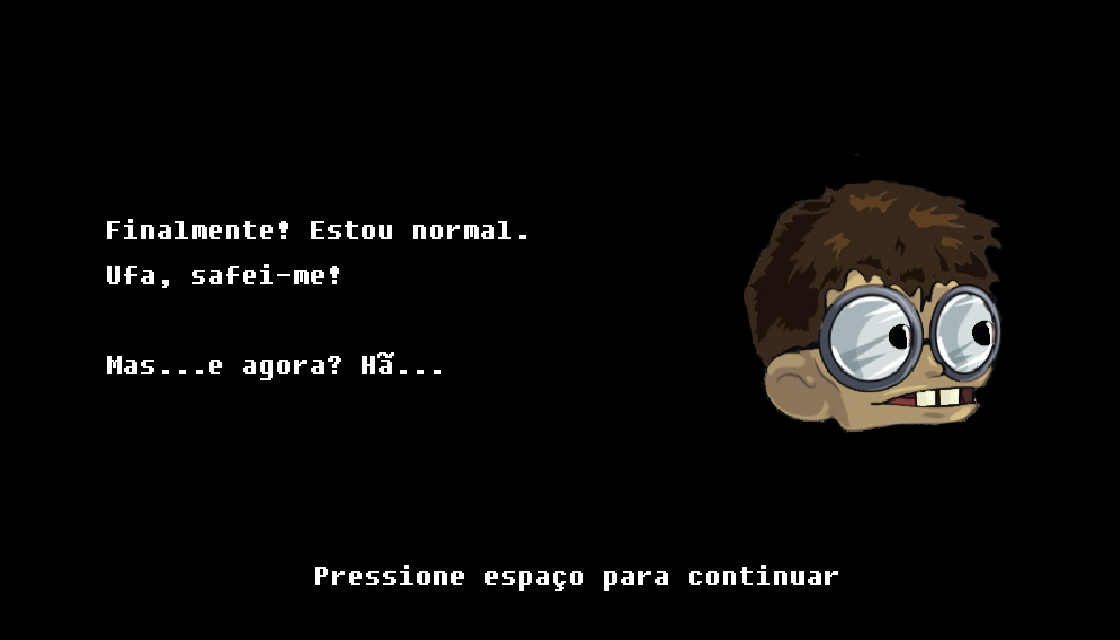 Finalmente! Estou normal.
Ufa, safei-me!
Mas...e agora? Hã...
Pressione espaço para continuar